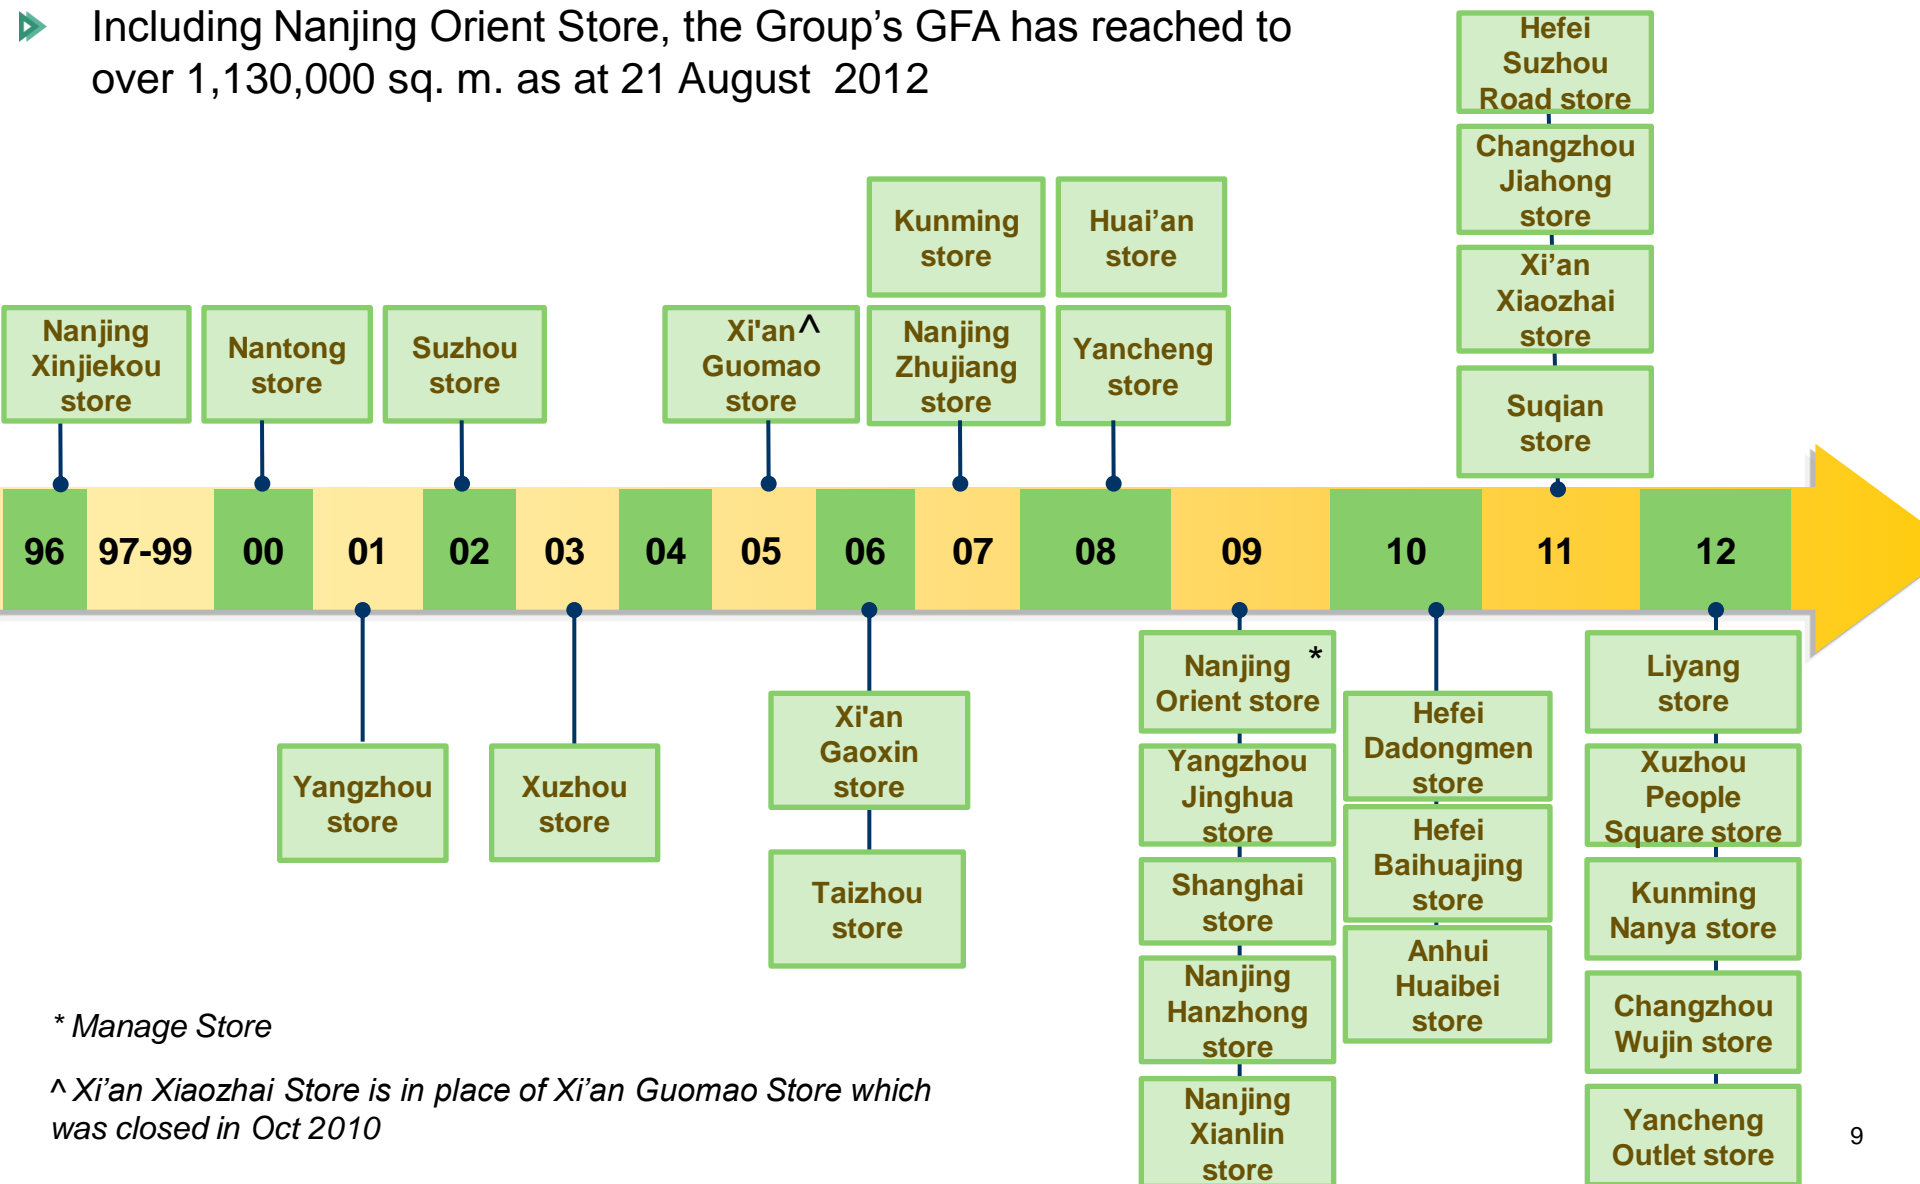 Including Nanjing Orient Store, the Group's GFA has reached to
over 1,130,000 sq. m. as at 21 August 2012
Hefei
Suzhou
Road store
Changzhou
Jiahong
store
Xi’an
Xiaozhai
store
Suqian
store
Kunming
store
Huai’an
store
Nanjing
Xinjiekou
store
Nantong
store
Suzhou
store
Xi'an^
Guomao
store
Nanjing
Zhujiang
store
Yancheng
store
96 97-99 00 01 02 03 04 05 06 07 08 09 10 11 12
Yangzhou
store
Xuzhou
store
Xi'an
Gaoxin
store
Taizhou
store
Nanjing *
Orient store
Yangzhou
Jinghua
store
Shanghai
store
Nanjing
Hanzhong
store
Nanjing
Xianlin
store
Hefei
Dadongmen
store
Hefei
Baihuajing
store
Anhui
Huaibei
store
Liyang
store
Xuzhou
People
Square store
Kunming
Nanya store
Changzhou
Wujin store
Yancheng
Outlet store
* Manage Store
^ Xi’an Xiaozhai Store is in place of Xi’an Guomao Store which
was closed in Oct 2010
9